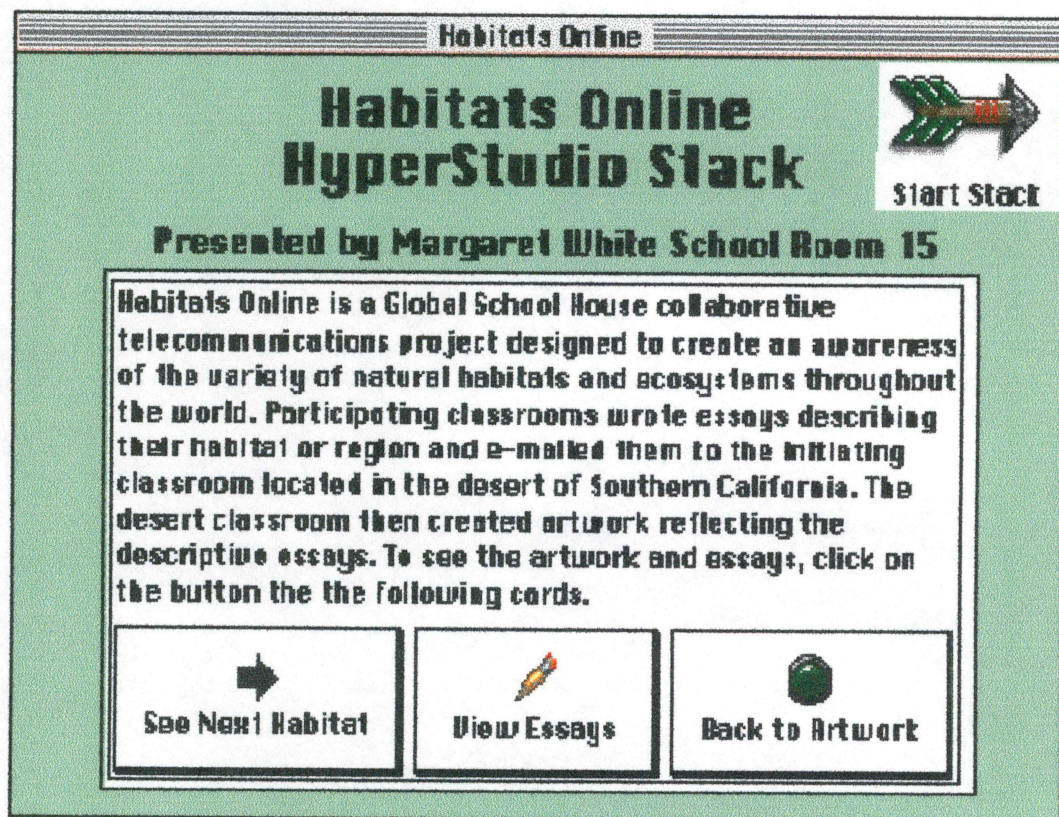 Habitats Online
Habitats Online
HyperStudio Stack
Start Stack
Presented by Margaret White School Room 15
Habitats Online is a Global School House collaborative
telecommunications project designed to create an awareness
of the variety of natural habitats and ecosystems throughout
the world. Participating classrooms wrote essays describing
their habitat or region and e-mailed them to the initiating
classroom located in the desert of Southern California. The
desert classroom then created artwork reflecting the
descriptive essays. To see the artwork and essays, click on
the button the the following cards.
See Next Habitat
View Essays
Back to Artwork